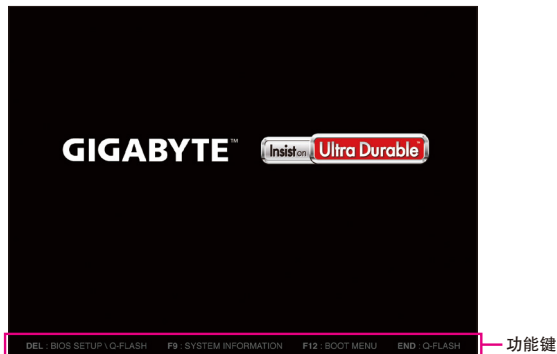 GIGABYTE™
Insist on Ultra Durable™
DEL : BIOS SETUP \ Q-FLASH F9 : SYSTEM INFORMATION F12 : BOOT MENU END : Q-FLASH
功能键